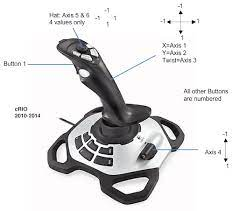 Hat: Axis 5 & 6
4 values only
-1
-1
1
1
-1
1
X=Axis 1
Y=Axis 2
Twist=Axis 3
Button 1
All other Buttons
are numbered
cRIO
2010-2014
-1
Axis 4
1